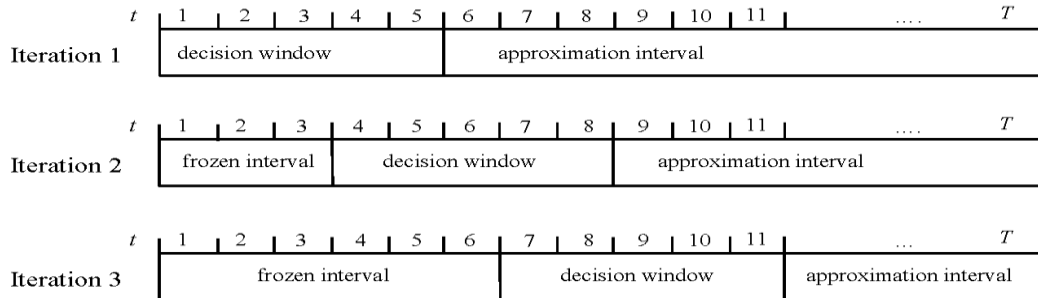 t 1 2 3 4 5 6 7 8 9 10 11 .... T
Iteration 1 decision window approximation interval
t 1 2 3 4 5 6 7 8 9 10 11 .... T
Iteration 2 frozen interval decision window approximation interval
t 1 2 3 4 5 6 7 8 9 10 11 ... T
Iteration 3 frozen interval decision window approximation interval